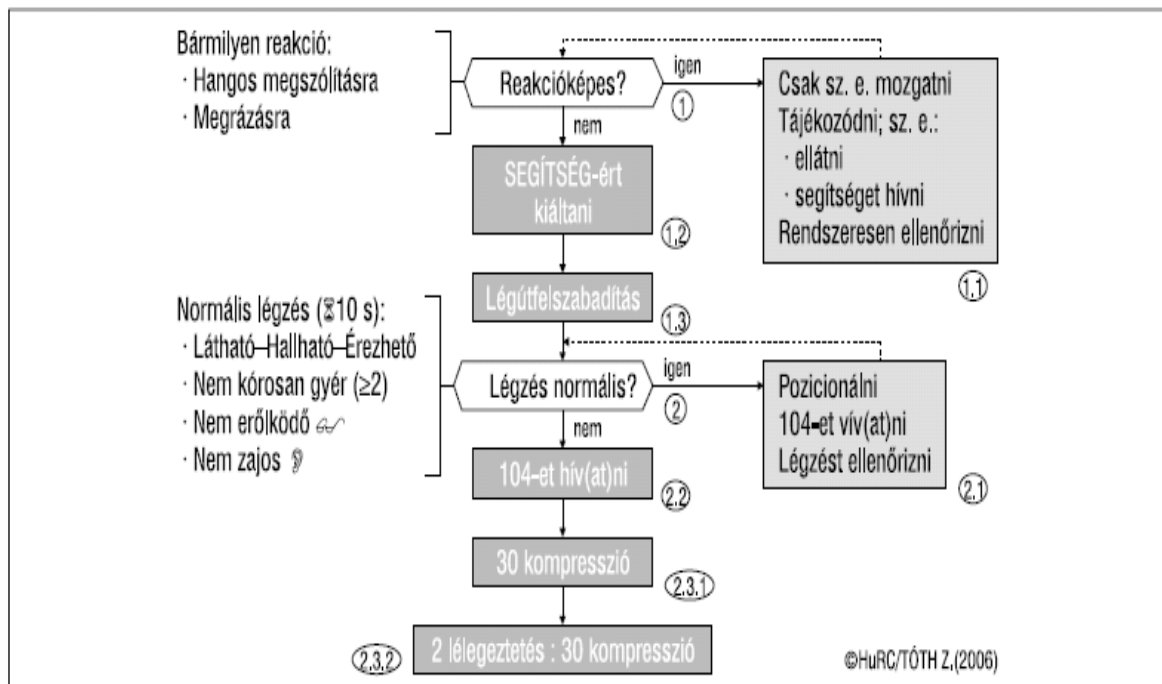 Bármilyen reakció:
· Hangos megszólításra
· Megrázásra
Reakcióképes?
igen
1
nem
Csak sz. e. mozgatni
Tájékozódni; sz. e.:
· ellátni
· segítséget hívni
Rendszeresen ellenőrizni
1.1
SEGÍTSÉG-ért
kiáltani
1.2
Légútfelszabadítás
1.3
Normális légzés (⌛10 s):
· Látható–Hallható–Érezhető
· Nem kórosan gyér (≥2)
· Nem erőlködő
· Nem zajos
Légzés normális?
igen
2
nem
Pozicionálni
104-et vív(at)ni
Légzést ellenőrizni
2.1
104-et hív(at)ni
2.2
30 kompresszió
2.3.1
2 lélegeztetés : 30 kompresszió
2.3.2
©HuRC/TÓTH Z,(2006)